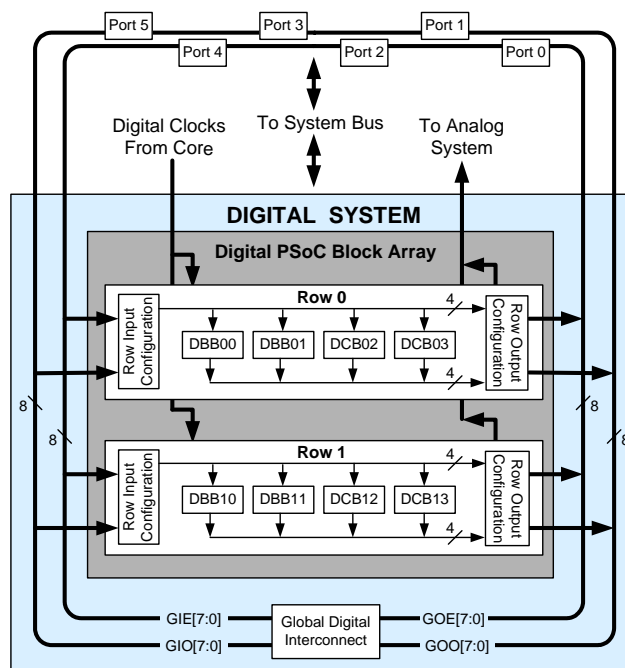 Port 5
Port 3
Port 1
Port 4
Port 2
Port 0
Digital Clocks
From Core
To System Bus
To Analog
System
DIGITAL SYSTEM
Digital PSoC Block Array
Row 0
4
Row Input
Configuration
DBB00
DBB01
DCB02
DCB03
4
Row Output
Configuration
8
8
8
8
Row 1
4
Row Input
Configuration
DBB10
DBB11
DCB12
DCB13
4
Row Output
Configuration
GIE[7:0]
GIO[7:0]
Global Digital
Interconnect
GOE[7:0]
GOO[7:0]